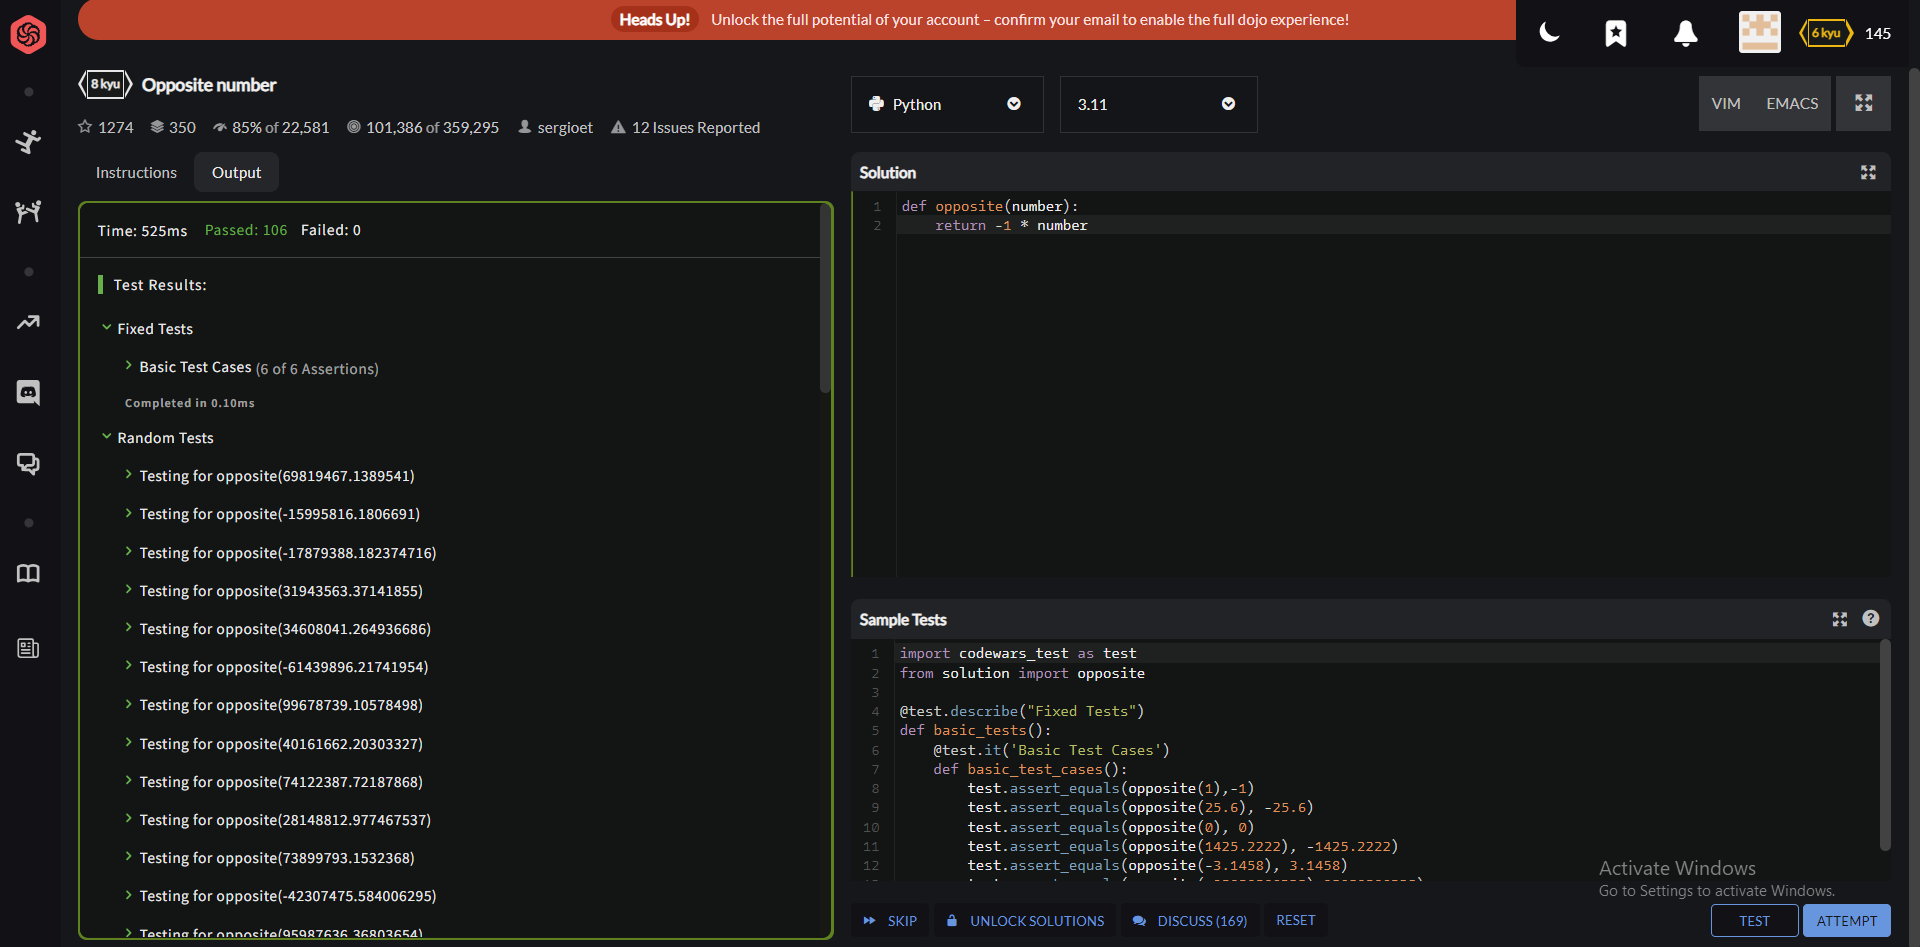 Heads Up! Unlock the full potential of your account – confirm your email to enable the full dojo experience!
6 kyu 145
8 kyu Opposite number
1274 350 85% of 22,581 101,386 of 359,295 sergioet 12 Issues Reported
Instructions Output
Time: 525ms Passed: 106 Failed: 0
Test Results:
Fixed Tests
Basic Test Cases (6 of 6 Assertions)
Completed in 0.10ms
Random Tests
Testing for opposite(69819467.1389541)
Testing for opposite(-15995816.1806691)
Testing for opposite(-17879388.182374716)
Testing for opposite(31943563.37141855)
Testing for opposite(34608041.264936686)
Testing for opposite(-61439896.21741954)
Testing for opposite(99678739.10578498)
Testing for opposite(40161662.20303327)
Testing for opposite(74122387.72187868)
Testing for opposite(28148812.977467537)
Testing for opposite(73899793.1532368)
Testing for opposite(-42307475.584006295)
Testing for opposite(95987636.36803654)
Python 3.11 VIM EMACS
Solution
1 def opposite(number):
2     return -1 * number
Sample Tests
1 import codewars_test as test
2 from solution import opposite
3
4 @test.describe("Fixed Tests")
5 def basic_tests():
6     @test.it('Basic Test Cases')
7     def basic_test_cases():
8         test.assert_equals(opposite(1),-1)
9         test.assert_equals(opposite(25.6), -25.6)
10         test.assert_equals(opposite(0), 0)
11         test.assert_equals(opposite(1425.2222), -1425.2222)
12         test.assert_equals(opposite(-3.1458), 3.1458)
Activate Windows
Go to Settings to activate Windows.
SKIP UNLOCK SOLUTIONS DISCUSS (169) RESET TEST ATTEMPT